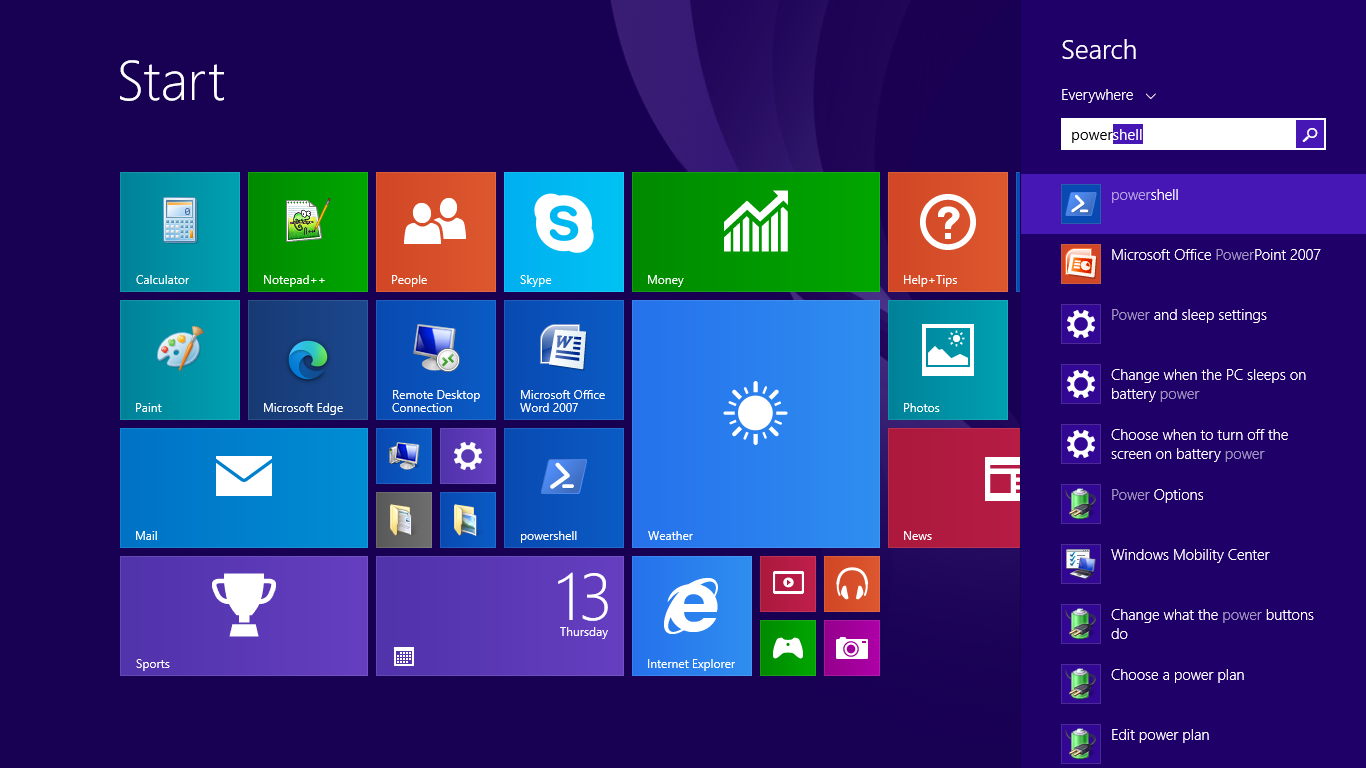 Start
Calculator
Notepad++
People
Skype
Money
Help+Tips
Paint
Microsoft Edge
Remote Desktop
Connection
Microsoft Office
Word 2007
Photos
Mail
powershell
Weather
News
Sports
13
Thursday
Internet Explorer
Search
Everywhere
powershell
powershell
Microsoft Office PowerPoint 2007
Power and sleep settings
Change when the PC sleeps on
battery power
Choose when to turn off the
screen on battery power
Power Options
Windows Mobility Center
Change what the power buttons
do
Choose a power plan
Edit power plan